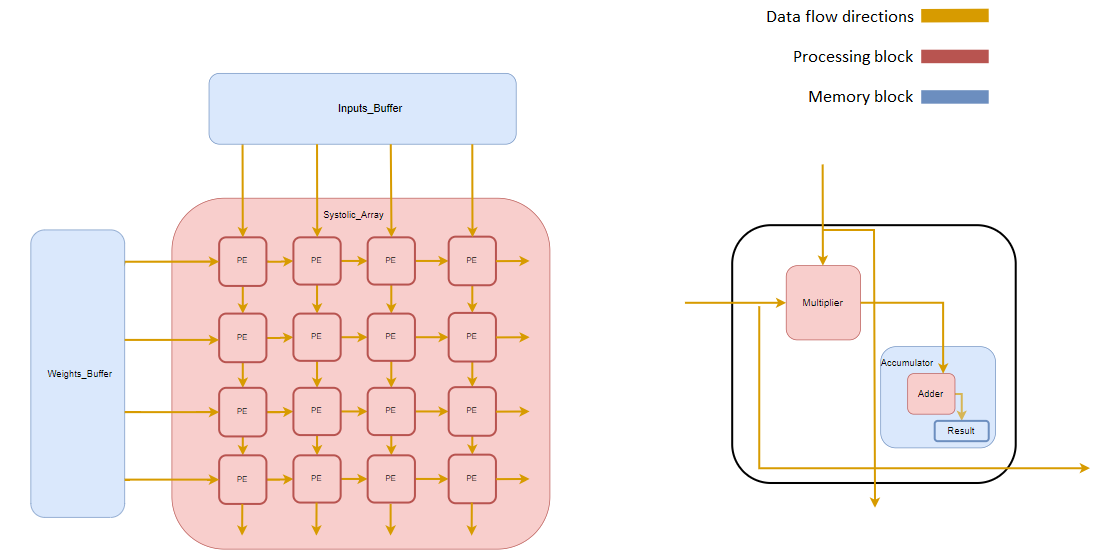 Data flow directions
Processing block
Memory block
Inputs_Buffer
Systolic_Array
Weights_Buffer
PE PE PE PE
PE PE PE PE
PE PE PE PE
PE PE PE PE
Multiplier
Accumulator
Adder
Result